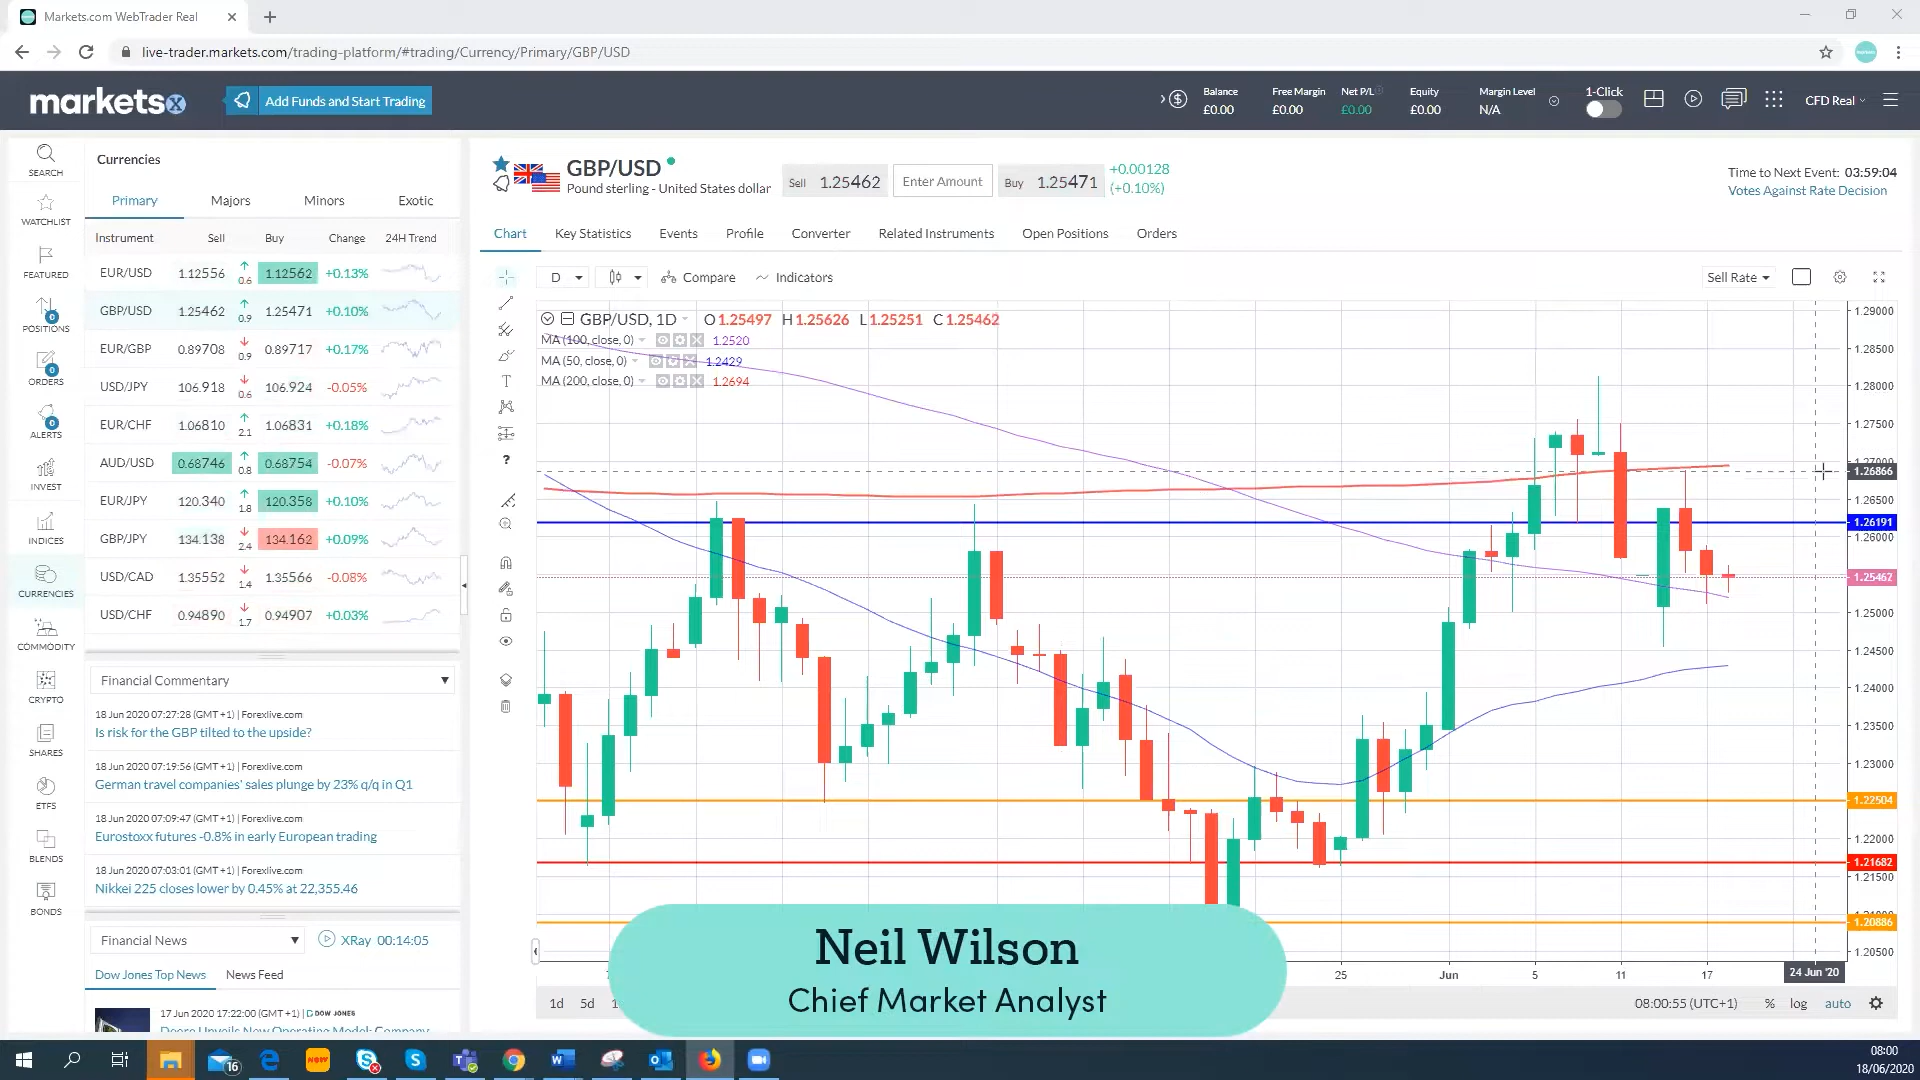 Markets.com WebTrader Real
live-trader.markets.com/trading-platform/#trading/Currency/Primary/GBP/USD
marketsx
Add Funds and Start Trading
Balance
£0.00
Free Margin
£0.00
Net P/L
£0.00
Equity
£0.00
Margin Level
N/A
1-Click
CFD Real
SEARCH
WATCHLIST
FEATURED
0
POSITIONS
0
ORDERS
0
ALERTS
INVEST
INDICES
CURRENCIES
COMMODITY
CRYPTO
SHARES
ETFS
BLENDS
BONDS
Currencies
Primary Majors Minors Exotic
Instrument Sell Buy Change 24H Trend
EUR/USD 1.12556 0.6 1.12562 +0.13%
GBP/USD 1.25462 0.9 1.25471 +0.10%
EUR/GBP 0.89708 0.9 0.89717 +0.17%
USD/JPY 106.918 0.6 106.924 -0.05%
EUR/CHF 1.06810 2.1 1.06831 +0.18%
AUD/USD 0.68746 0.8 0.68754 -0.07%
EUR/JPY 120.340 1.8 120.358 +0.10%
GBP/JPY 134.138 2.4 134.162 +0.09%
USD/CAD 1.35552 1.4 1.35566 -0.08%
USD/CHF 0.94890 1.7 0.94907 +0.03%
Financial Commentary
18 Jun 2020 07:27:28 (GMT +1) | Forexlive.com
Is risk for the GBP tilted to the upside?
18 Jun 2020 07:19:56 (GMT +1) | Forexlive.com
German travel companies' sales plunge by 23% q/q in Q1
18 Jun 2020 07:09:47 (GMT +1) | Forexlive.com
Eurostoxx futures -0.8% in early European trading
18 Jun 2020 07:03:01 (GMT +1) | Forexlive.com
Nikkei 225 closes lower by 0.45% at 22,355.46
Financial News
XRay 00:14:05
Dow Jones Top News News Feed
17 Jun 2020 17:22:00 (GMT +1) | DOW JONES
Deere Unveils New Operating Model; Company
GBP/USD
Pound sterling - United States dollar
Sell 1.25462
Enter Amount
Buy 1.25471
+0.00128
(+0.10%)
Time to Next Event: 03:59:04
Votes Against Rate Decision
Chart Key Statistics Events Profile Converter Related Instruments Open Positions Orders
D
Compare
Indicators
Sell Rate
T
?
GBP/USD, 1D O1.25497 H1.25626 L1.25251 C1.25462
MA (100, close, 0) 1.2520
MA (50, close, 0) 1.2429
MA (200, close, 0) 1.2694
1.29000
1.28500
1.28000
1.27500
1.27000
1.26866
1.26500
1.26191
1.26000
1.25462
1.25000
1.24500
1.24000
1.23500
1.23000
1.22504
1.22000
1.21682
1.21500
1.20886
1.20500
25 Jun 5 11 17 24 Jun '20
Neil Wilson
Chief Market Analyst
1d 5d
08:00:55 (UTC+1) % log auto
16
NOW
08:00
18/06/2020